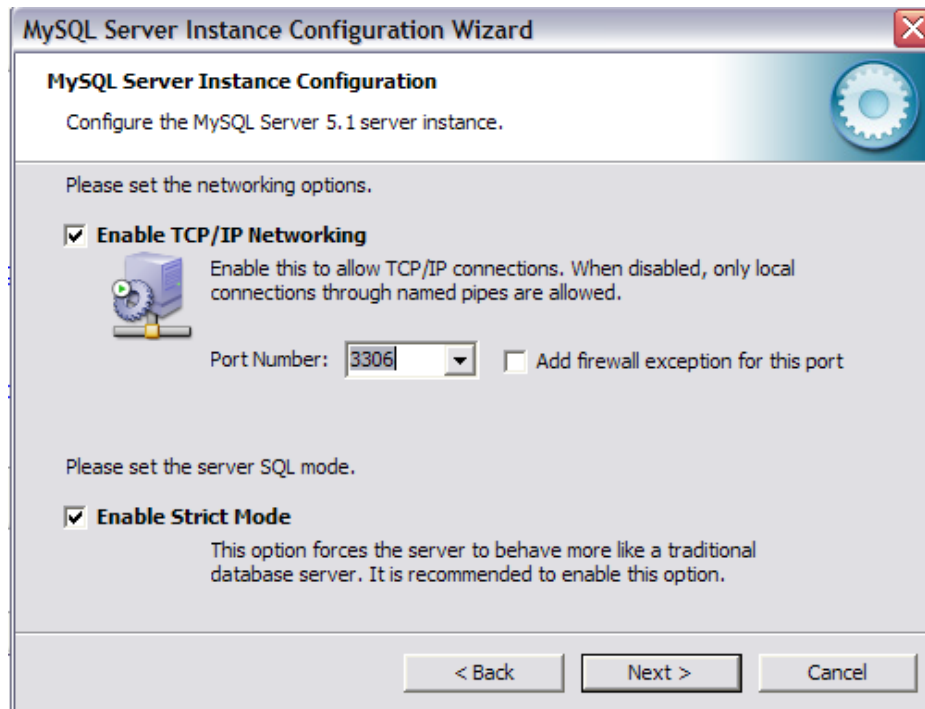 MySQL Server Instance Configuration Wizard
MySQL Server Instance Configuration
Configure the MySQL Server 5.1 server instance.
Please set the networking options.
Enable TCP/IP Networking
Enable this to allow TCP/IP connections. When disabled, only local
connections through named pipes are allowed.
Port Number: 3306 Add firewall exception for this port
Please set the server SQL mode.
Enable Strict Mode
This option forces the server to behave more like a traditional
database server. It is recommended to enable this option.
< Back Next > Cancel